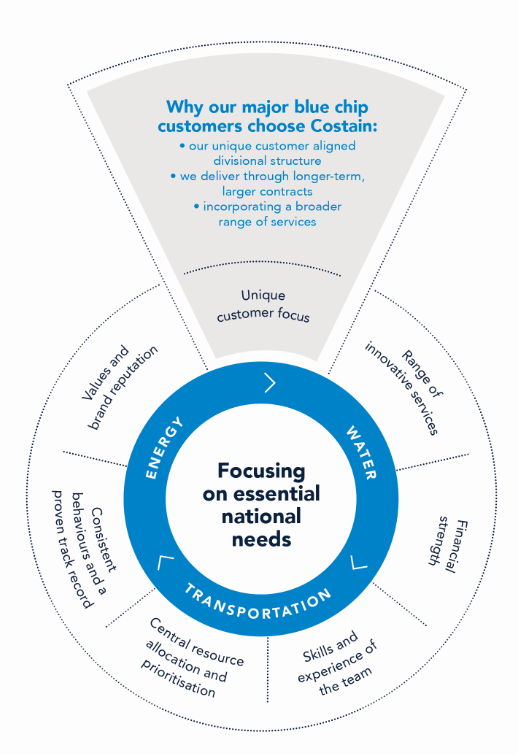 Why our major blue chip
customers choose Costain:
• our unique customer aligned
divisional structure
• we deliver through longer-term,
larger contracts
• incorporating a broader
range of services
Unique
customer focus
Range of
innovative services
Financial
strength
Skills and
experience of
the team
Central resource
allocation and
prioritisation
Consistent
behaviours and a
proven track record
Values and
brand reputation
ENERGY
WATER
TRANSPORTATION
Focusing
on essential
national
needs